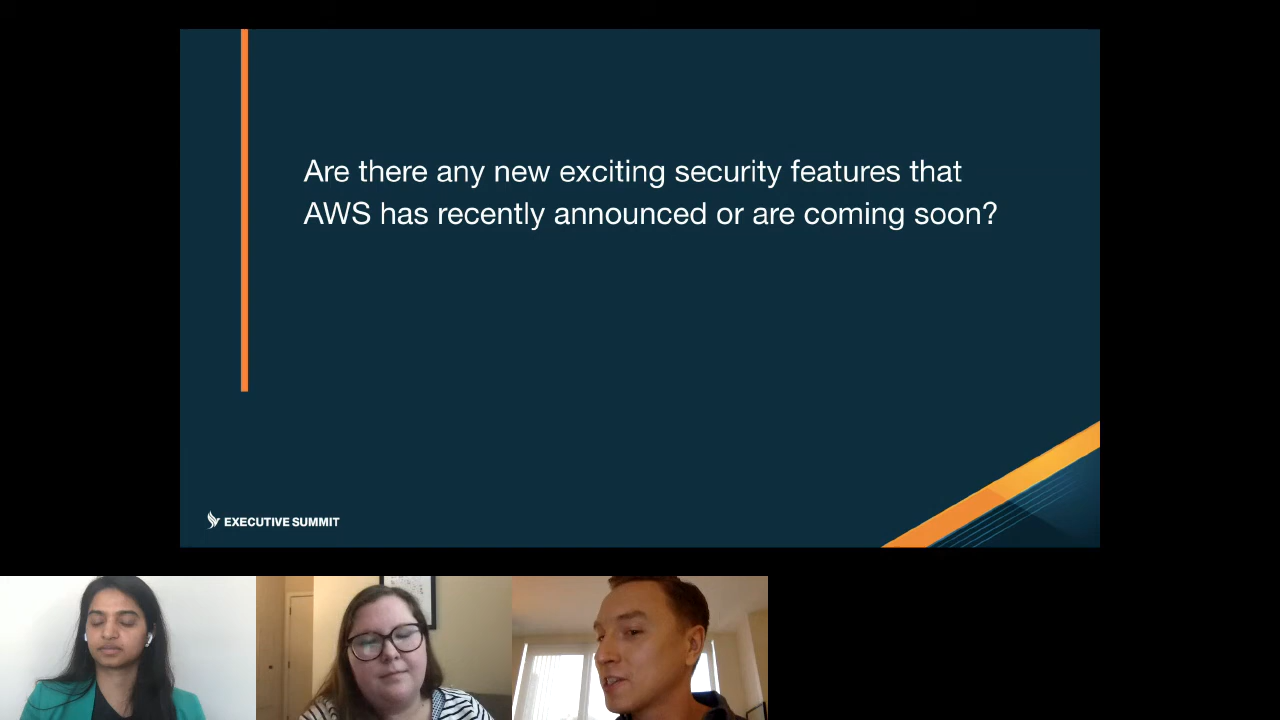 Are there any new exciting security features that
AWS has recently announced or are coming soon?
EXECUTIVE SUMMIT